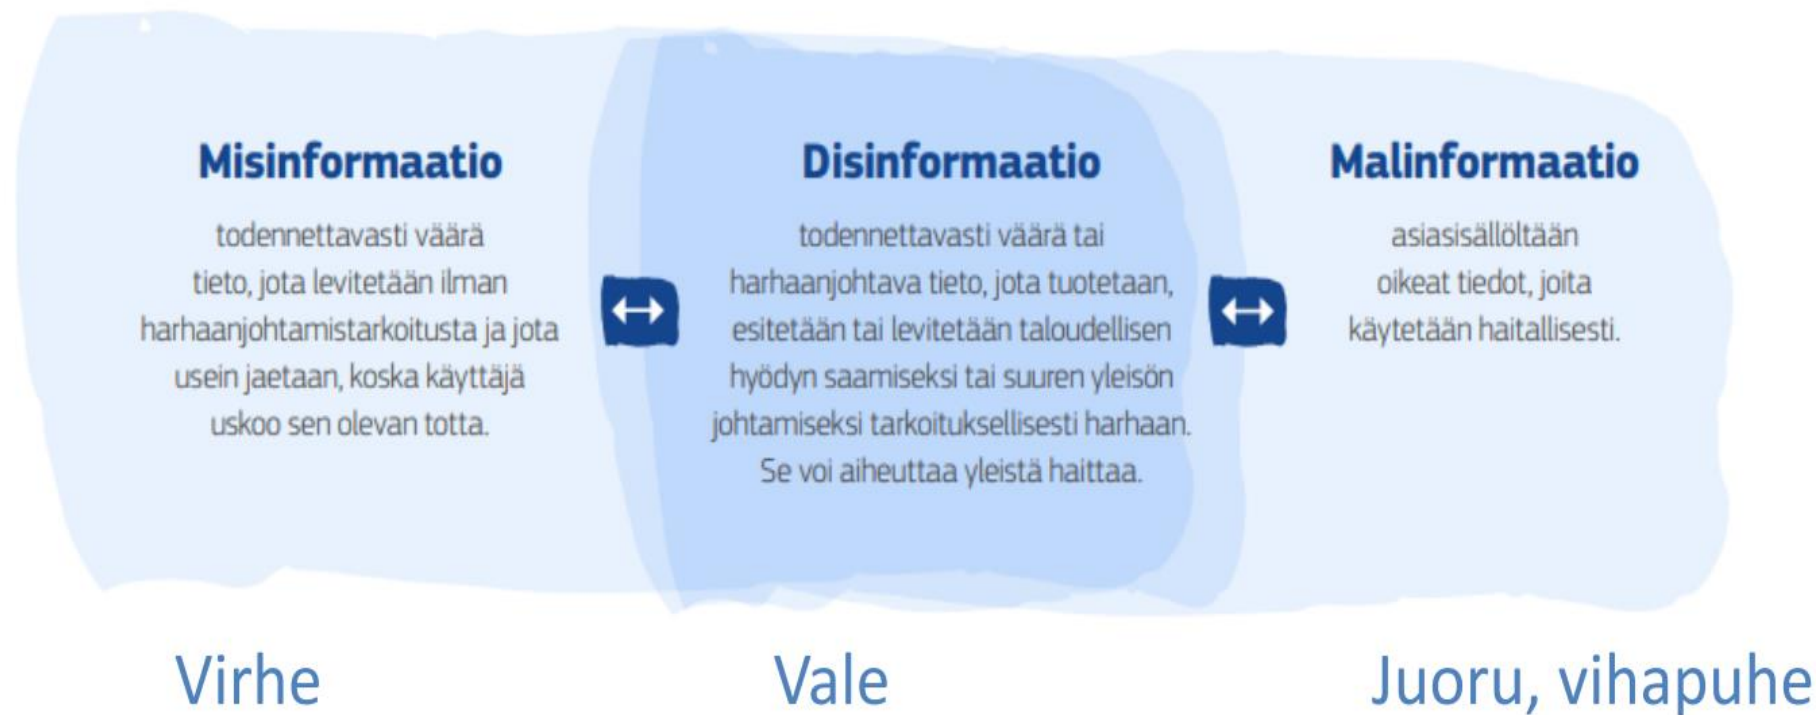 Misinformaatio
todennettavasti väärä
tieto, jota levitetään ilman
harhaanjohtamistarkoitusta ja jota
usein jaetaan, koska käyttäjä
uskoo sen olevan totta.
Disinformaatio
todennettavasti väärä tai
harhaanjohtava tieto, jota tuotetaan,
esitetään tai levitetään taloudellisen
hyödyn saamiseksi tai suuren yleisön
johtamiseksi tarkoituksellisesti harhaan.
Se voi aiheuttaa yleistä haittaa.
Malinformaatio
asiasisällöltään
oikeat tiedot, joita
käytetään haitallisesti.
Virhe
Vale
Juoru, vihapuhe